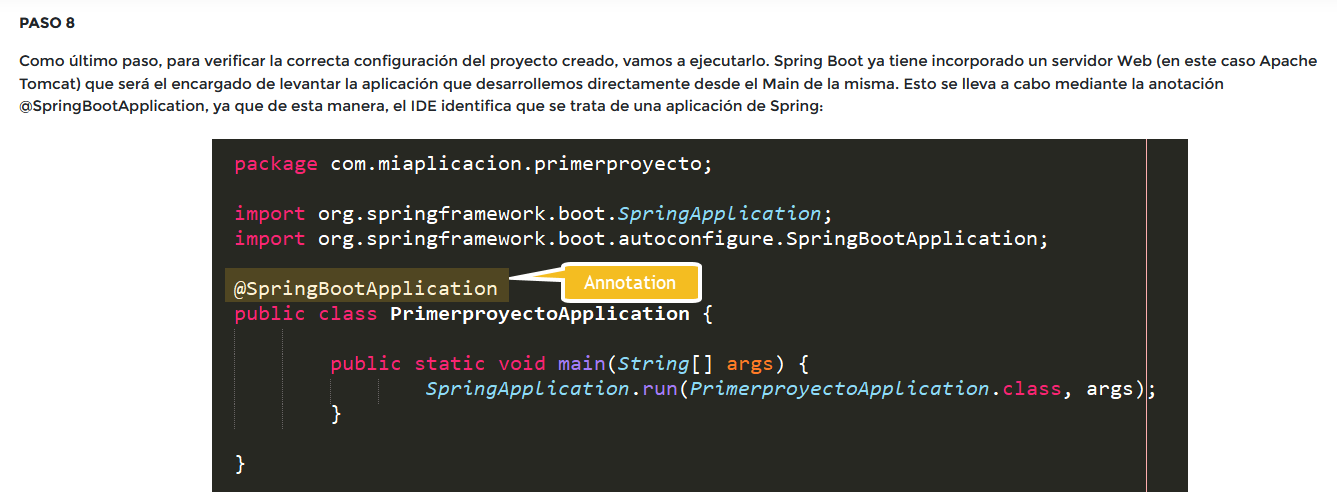 PASO 8
Como último paso, para verificar la correcta configuración del proyecto creado, vamos a ejecutarlo. Spring Boot ya tiene incorporado un servidor Web (en este caso Apache
Tomcat) que será el encargado de levantar la aplicación que desarrollemos directamente desde el Main de la misma. Esto se lleva a cabo mediante la anotación
@SpringBootApplication, ya que de esta manera, el IDE identifica que se trata de una aplicación de Spring:
package com.miaplicacion.primerproyecto;
import org.springframework.boot.SpringApplication;
import org.springframework.boot.autoconfigure.SpringBootApplication;
@SpringBootApplication
Annotation
public class PrimerproyectoApplication {
public static void main(String[] args) {
SpringApplication.run(PrimerproyectoApplication.class, args);
}
}